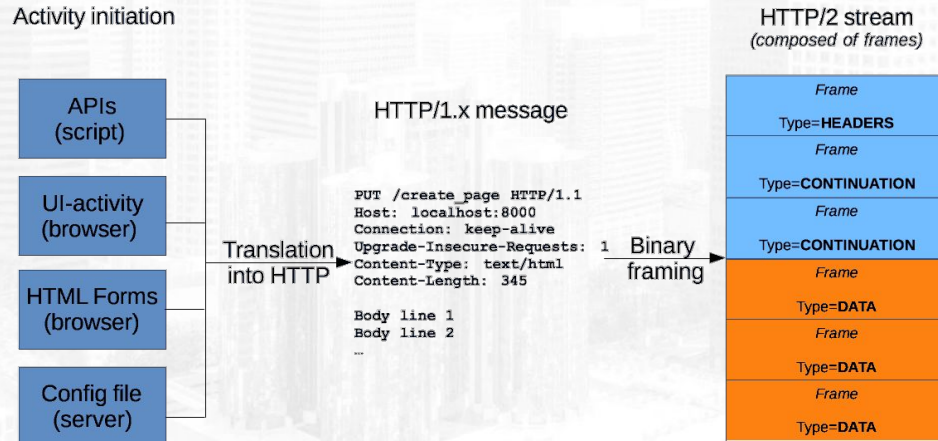 Activity initiation
APIs
(script)
UI-activity
(browser)
HTML Forms
(browser)
Config file
(server)
Translation
into HTTP
HTTP/1.x message
PUT /create_page HTTP/1.1
Host: localhost:8000
Connection: keep-alive
Upgrade-Insecure-Requests: 1
Content-Type: text/html
Content-Length: 345
Body line 1
Body line 2
…
Binary
framing
HTTP/2 stream
(composed of frames)
Frame
Type=HEADERS
Frame
Type=CONTINUATION
Frame
Type=CONTINUATION
Frame
Type=DATA
Frame
Type=DATA
Frame
Type=DATA